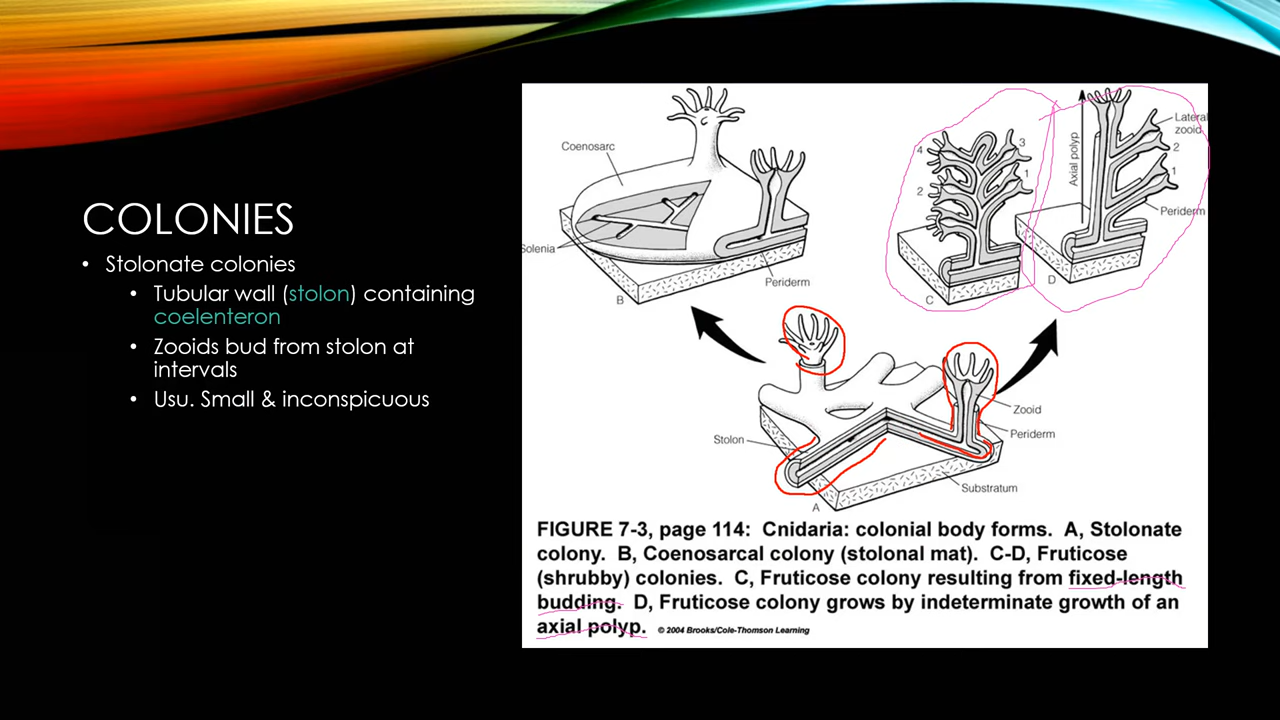 COLONIES
• Stolonate colonies
• Tubular wall (stolon) containing
coelenteron
• Zooids bud from stolon at
intervals
• Usu. Small & inconspicuous
Coenosarc
Solenia
Periderm
B
4
3
2
1
C
Axial polyp
Lateral
zooid
2
1
Periderm
D
Zooid
Periderm
Stolon
Substratum
A
FIGURE 7-3, page 114: Cnidaria: colonial body forms. A, Stolonate
colony. B, Coenosarcal colony (stolonal mat). C-D, Fruticose
(shrubby) colonies. C, Fruticose colony resulting from fixed-length
budding. D, Fruticose colony grows by indeterminate growth of an
axial polyp. © 2004 Brooks/Cole-Thomson Learning